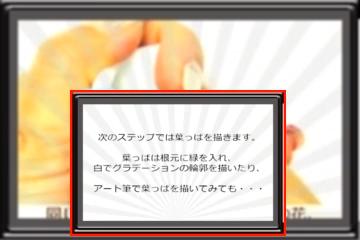 次のステップでは葉っぱを描きます。
葉っぱは根元に緑を入れ、
白でグラデーションの輪郭を描いたり、
アート筆で葉っぱを描いてみても・・・